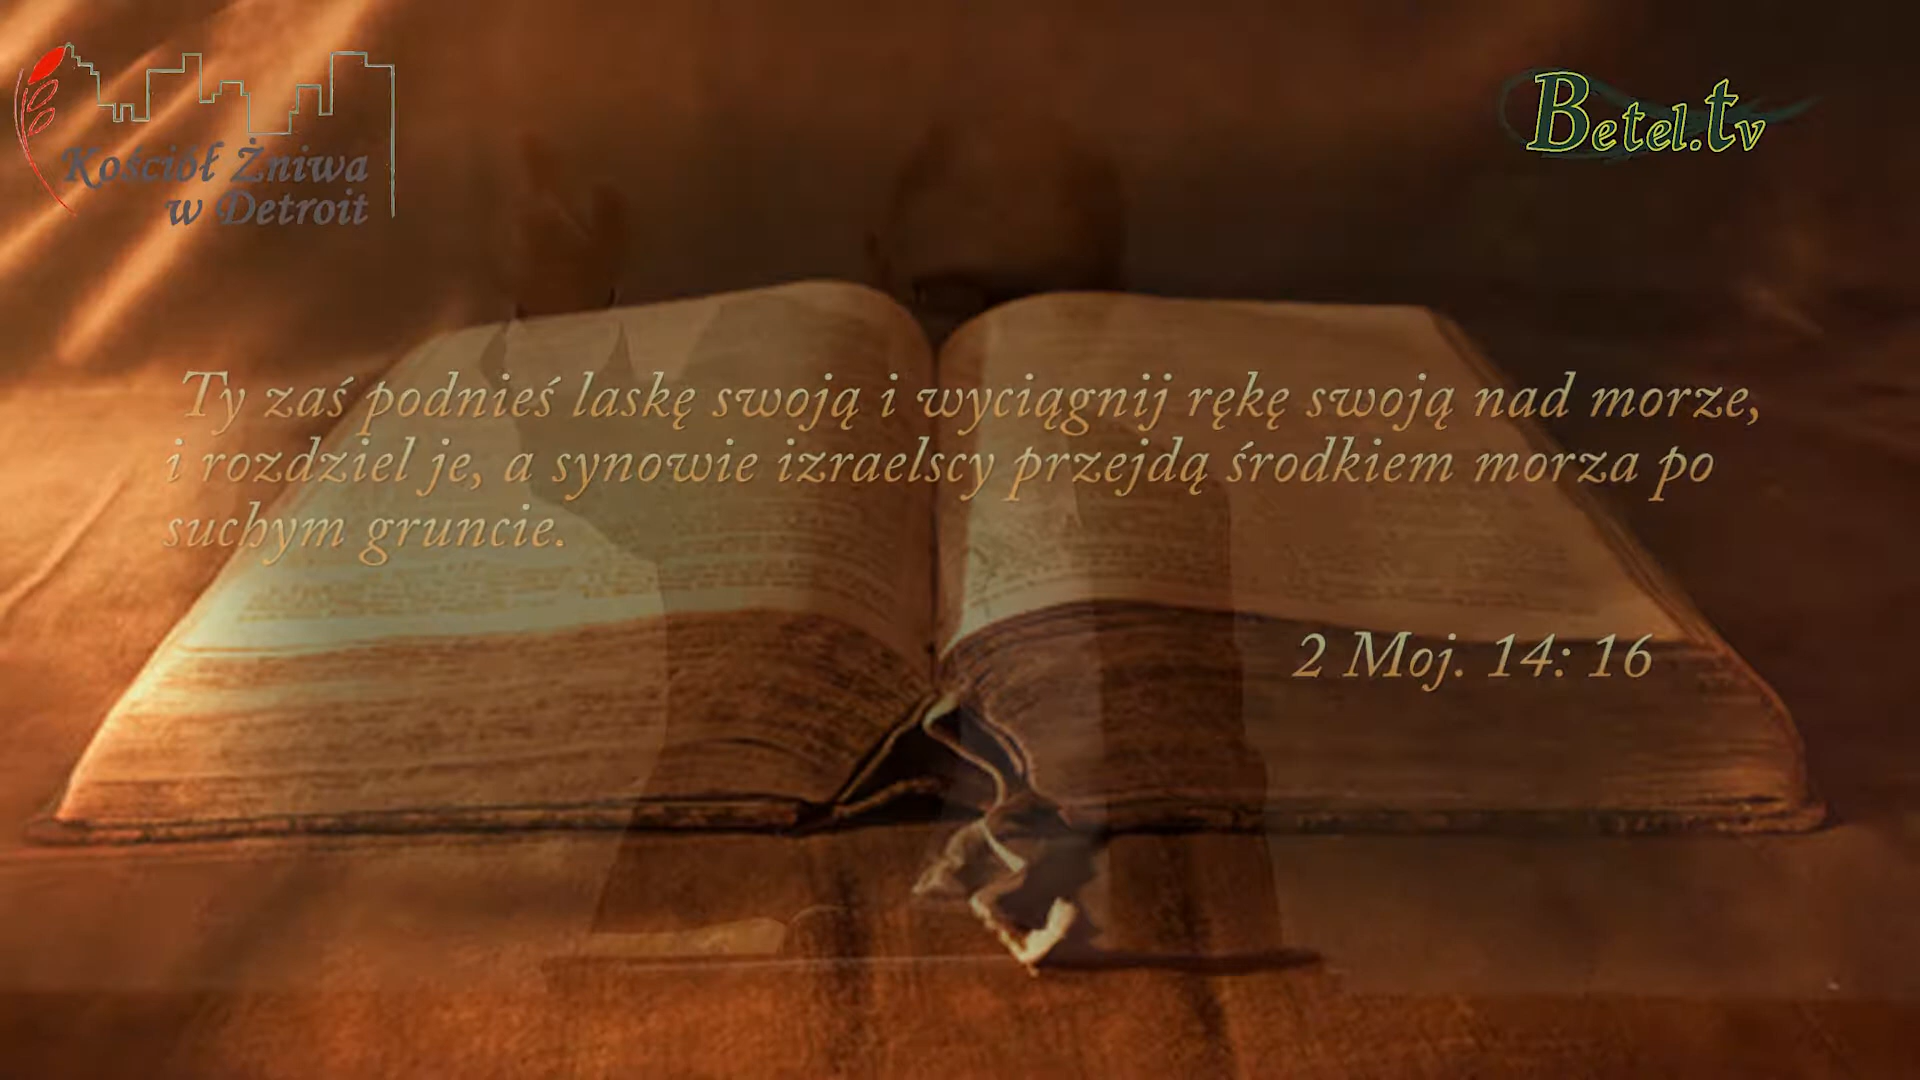 Kościół Żniwa
w Detroit
Betel.tv
Ty zaś podnieś laskę swoją i wyciągnij rękę swoją nad morze,
i rozdziel je, a synowie izraelscy przejdą środkiem morza po
suchym gruncie.
2 Moj. 14: 16